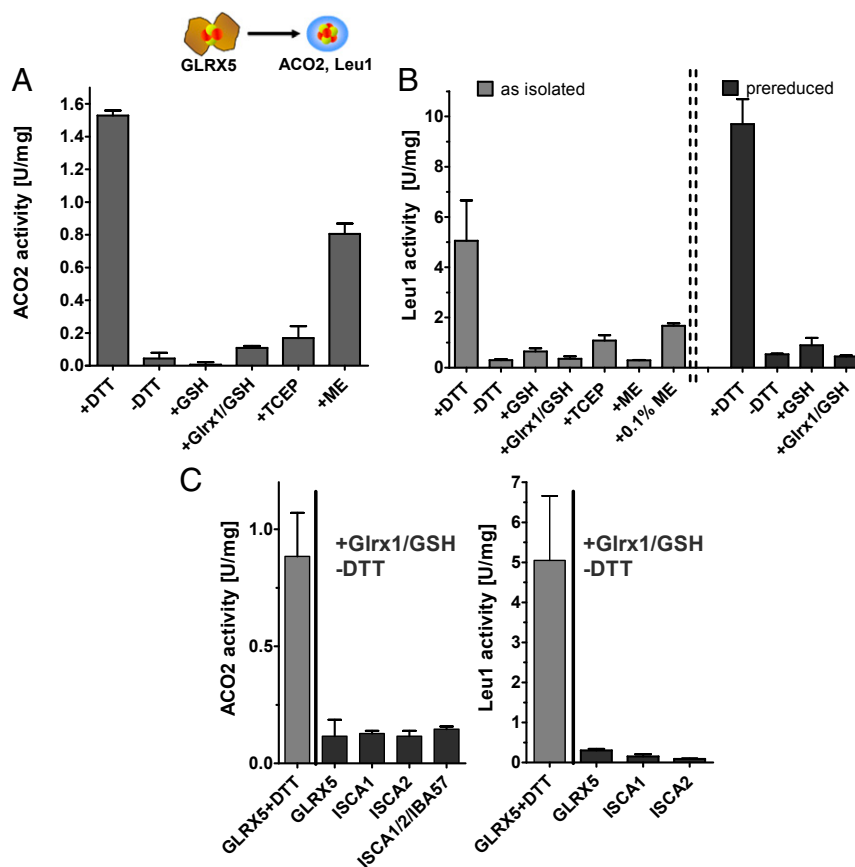 GLRX5
ACO2, Leu1
A
ACO2 activity [U/mg]
1.6
1.4
1.2
1.0
0.8
0.6
0.4
0.2
0.0
+DTT
-DTT
+GSH
+Glrx1/GSH
+TCEP
+ME
B
as isolated
prereduced
Leu1 activity [U/mg]
10
8
6
4
2
0
+DTT
-DTT
+GSH
+Glrx1/GSH
+TCEP
+ME
+0.1% ME
+DTT
-DTT
+GSH
+Glrx1/GSH
C
ACO2 activity [U/mg]
1.0
0.5
0.0
+Glrx1/GSH
-DTT
GLRX5+DTT
GLRX5
ISCA1
ISCA2
ISCA1/2/IBA57
Leu1 activity [U/mg]
7
6
5
4
3
2
1
0
+Glrx1/GSH
-DTT
GLRX5+DTT
GLRX5
ISCA1
ISCA2